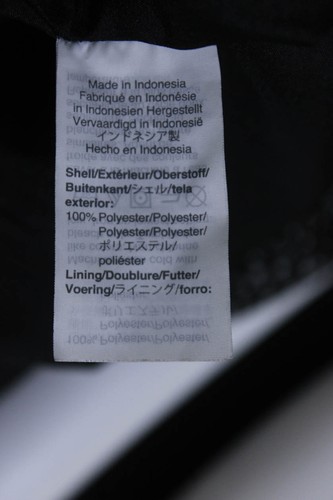 Made in Indonesia
Fabriqué en Indonésie
in Indonesien Hergestellt
Vervaardigd in Indonesië
インドネシア製
Hecho en Indonesia
Shell/Extérieur/Oberstoff/
Buitenkant/シェル/tela
exterior:
100% Polyester/Polyester/
Polyester/Polyester/
ポリエステル/
poliéster
Lining/Doublure/Futter/
Voering/ライニング/forro: